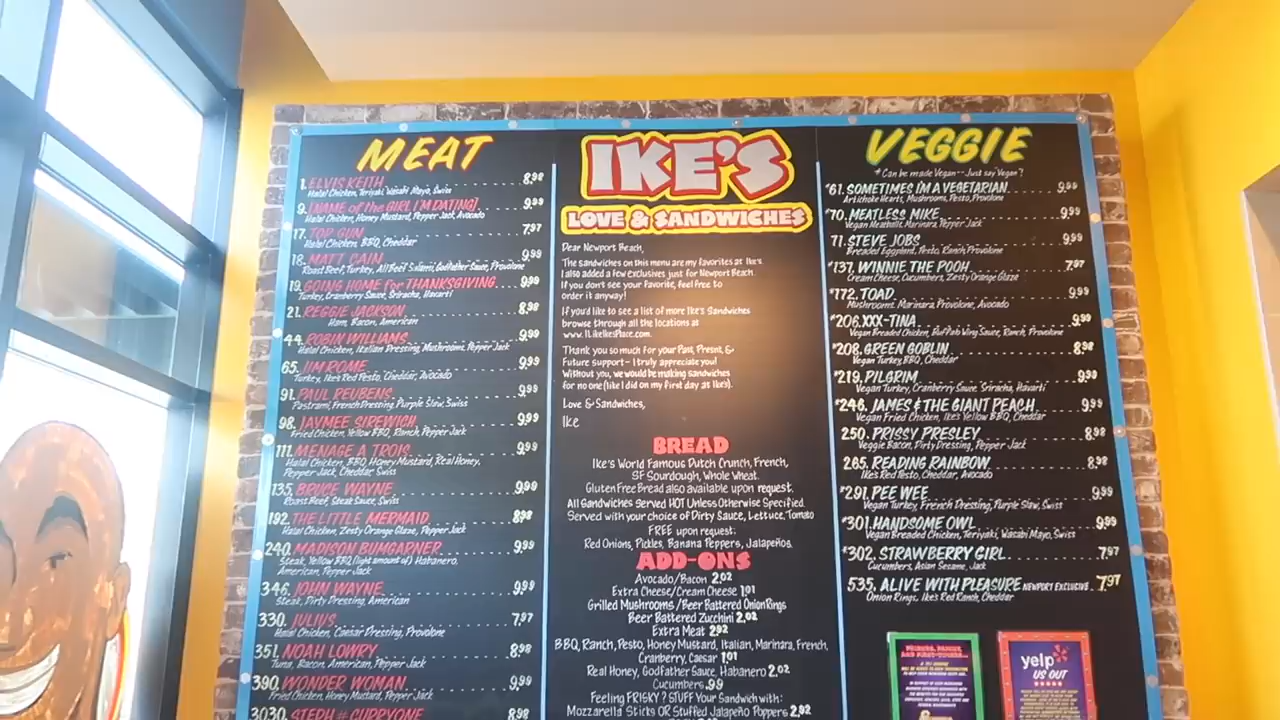 MEAT
1. ELVIS KEITH 8.98
Halal Chicken, Teriyaki, Wasabi Mayo, Swiss
9. [NAME of the GIRL I'M DATING] 9.99
Halal Chicken, Honey Mustard, Pepper Jack, Avocado
17. TOP GUN 7.97
Halal Chicken, BBQ, Cheddar
18. MATT CAIN 9.99
Roast Beef, Turkey, All Beef Salami, Godfather Sauce, Provolone
19. GOING HOME for THANKSGIVING 9.99
Turkey, Cranberry Sauce, Sriracha, Havarti
21. REGGIE JACKSON 8.98
Ham, Bacon, American
44. ROBIN WILLIAMS 9.99
Halal Chicken, Italian Dressing, Mushrooms, Pepper Jack
65. JIM ROME 9.99
Turkey, Ike's Red Pesto, Cheddar, Avocado
91. PAUL REUBENS 9.99
Pastrami, French Dressing, Purple Slaw, Swiss
98. JAYMEE SIREWICH 9.99
Fried Chicken, Yellow BBQ, Ranch, Pepper Jack
111. MENAGE A TROIS 9.99
Halal Chicken, BBQ, Honey Mustard, Real Honey,
Pepper Jack, Cheddar, Swiss
135. BRUCE WAYNE 9.99
Roast Beef, Steak Sauce, Swiss
192. THE LITTLE MERMAID 8.98
Halal Chicken, Zesty Orange Glaze, Pepper Jack
240. MADISON BUMGARNER 9.99
Steak, Yellow BBQ, (light amount of) Habanero,
American, Pepper Jack
346. JOHN WAYNE 9.99
Steak, Dirty Dressing, American
330. JULIUS 7.97
Halal Chicken, Caesar Dressing, Provolone
351. NOAH LOWRY 8.98
Tuna, Bacon, American, Pepper Jack
390. WONDER WOMAN 9.99
Fried Chicken, Honey Mustard, Pepper Jack
3030. STEPH #CURRYONE 8.98
IKE'S
LOVE & SANDWICHES
Dear Newport Beach,
The sandwiches on this menu are my favorites at Ike's.
I also added a few exclusives just for Newport Beach.
If you don't see your favorite, feel free to
order it anyway!
If you'd like to see a list of more Ike's Sandwiches
browse through all the locations at
www.ILikeIkesPlace.com.
Thank you so much for your Past, Present, &
Future support - I truly appreciate you!
Without you, we would be making sandwiches
for no one (like I did on my first day at Ike's).
Love & Sandwiches,
Ike
BREAD
Ike's World Famous Dutch Crunch, French,
SF Sourdough, Whole Wheat.
Gluten Free Bread also available upon request.
All Sandwiches Served HOT Unless Otherwise Specified.
Served with your choice of Dirty Sauce, Lettuce, Tomato
FREE upon request:
Red Onions, Pickles, Banana Peppers, Jalapeños.
ADD-ONS
Avocado/Bacon 2.02
Extra Cheese/Cream Cheese 1.01
Grilled Mushrooms/Beer Battered Onion Rings
Beer Battered Zucchini 2.02
Extra Meat 2.92
BBQ, Ranch, Pesto, Honey Mustard, Italian, Marinara, French,
Cranberry, Caesar 1.01
Real Honey, Godfather Sauce, Habanero 2.02
Cucumbers .99
Feeling FRISKY? STUFF Your Sandwich with:
Mozzarella Sticks OR Stuffed Jalapeño Poppers 2.92
VEGGIE
*Can be made Vegan -- Just say Vegan?
*61. SOMETIMES I'M A VEGETARIAN 9.99
Artichoke Hearts, Mushrooms, Pesto, Provolone
*70. MEATLESS MIKE 9.99
Vegan Meatballs, Marinara, Pepper Jack
71. STEVE JOBS 9.99
Breaded Eggplant, Pesto, Ranch, Provolone
*137. WINNIE THE POOH 7.97
Cream Cheese, Cucumbers, Zesty Orange Glaze
*172. TOAD 9.99
Mushrooms, Marinara, Provolone, Avocado
*206. XXX-TINA 9.99
Vegan Breaded Chicken, Buffalo Wing Sauce, Ranch, Provolone
*208. GREEN GOBLIN 8.98
Vegan Turkey, BBQ, Cheddar
*219. PILGRIM 9.99
Vegan Turkey, Cranberry Sauce, Sriracha, Havarti
*246. JAMES & THE GIANT PEACH 9.99
Vegan Fried Chicken, Ike's Yellow BBQ, Cheddar
250. PRISSY PRESLEY 8.98
Veggie Bacon, Dirty Dressing, Pepper Jack
265. READING RAINBOW 8.98
Ike's Red Pesto, Cheddar, Avocado
*291. PEE WEE 9.99
Vegan Turkey, French Dressing, Purple Slaw, Swiss
*301. HANDSOME OWL 9.99
Vegan Breaded Chicken, Teriyaki, Wasabi Mayo, Swiss
*302. STRAWBERRY GIRL 7.97
Cucumbers, Asian Sesame, Jack
535. ALIVE WITH PLEASURE NEWPORT EXCLUSIVE 7.97
Onion Rings, Ike's Red Ranch, Cheddar
yelp
US OUT